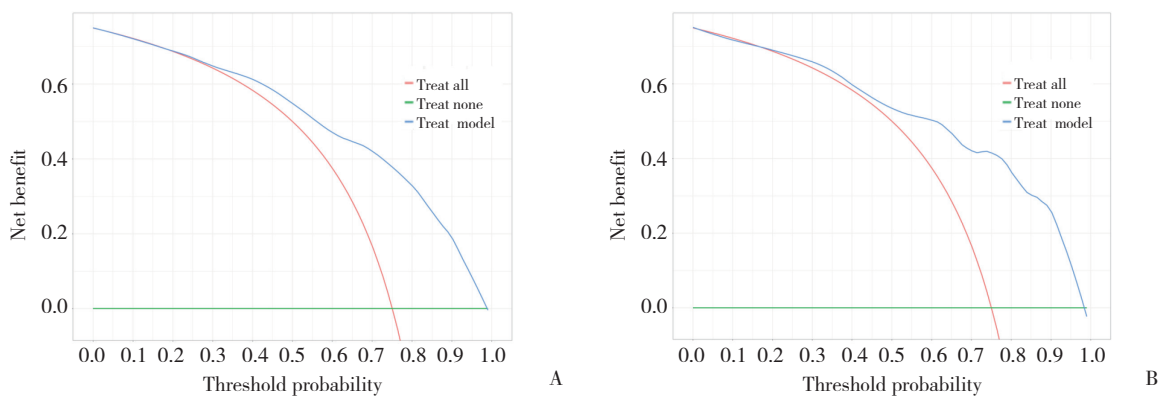 Net benefit
0.6
0.4
0.2
0.0
Treat all
Treat none
Treat model
0.0 0.1 0.2 0.3 0.4 0.5 0.6 0.7 0.8 0.9 1.0
Threshold probability
A
Net benefit
0.6
0.4
0.2
0.0
Treat all
Treat none
Treat model
0.0 0.1 0.2 0.3 0.4 0.5 0.6 0.7 0.8 0.9 1.0
Threshold probability
B